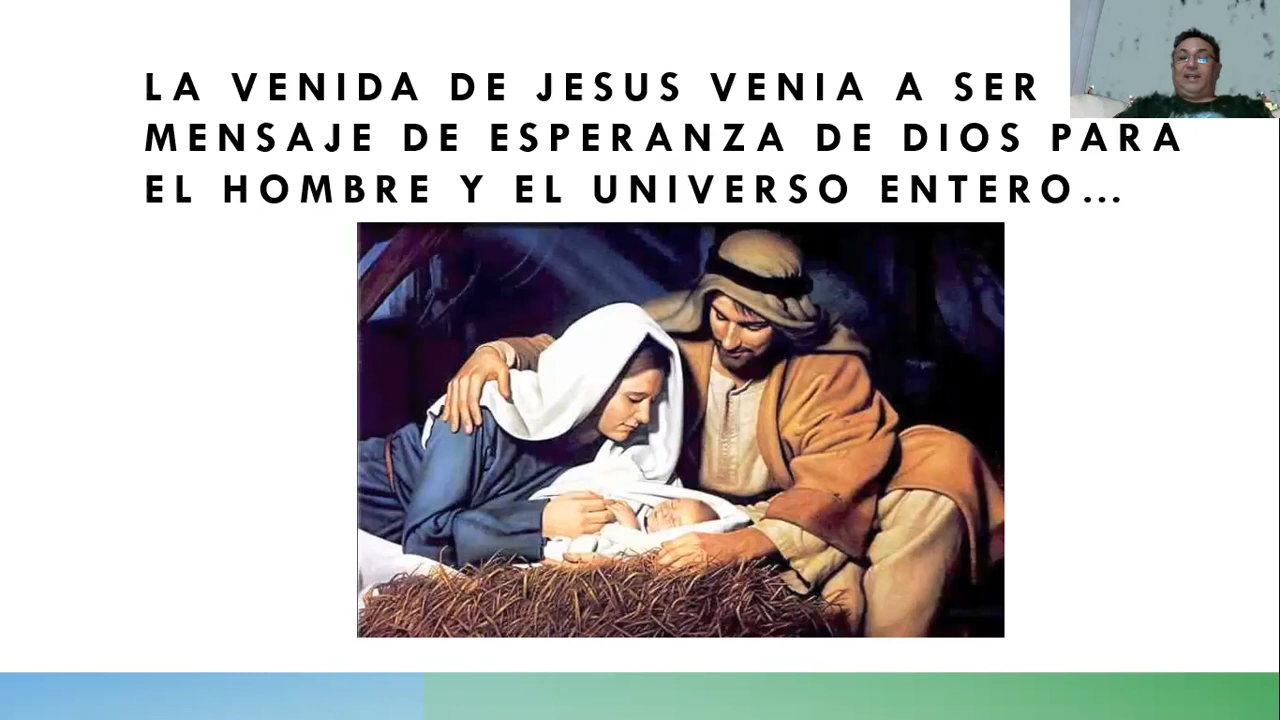 LA VENIDA DE JESUS VENIA A SER
MENSAJE DE ESPERANZA DE DIOS PARA
EL HOMBRE Y EL UNIVERSO ENTERO...